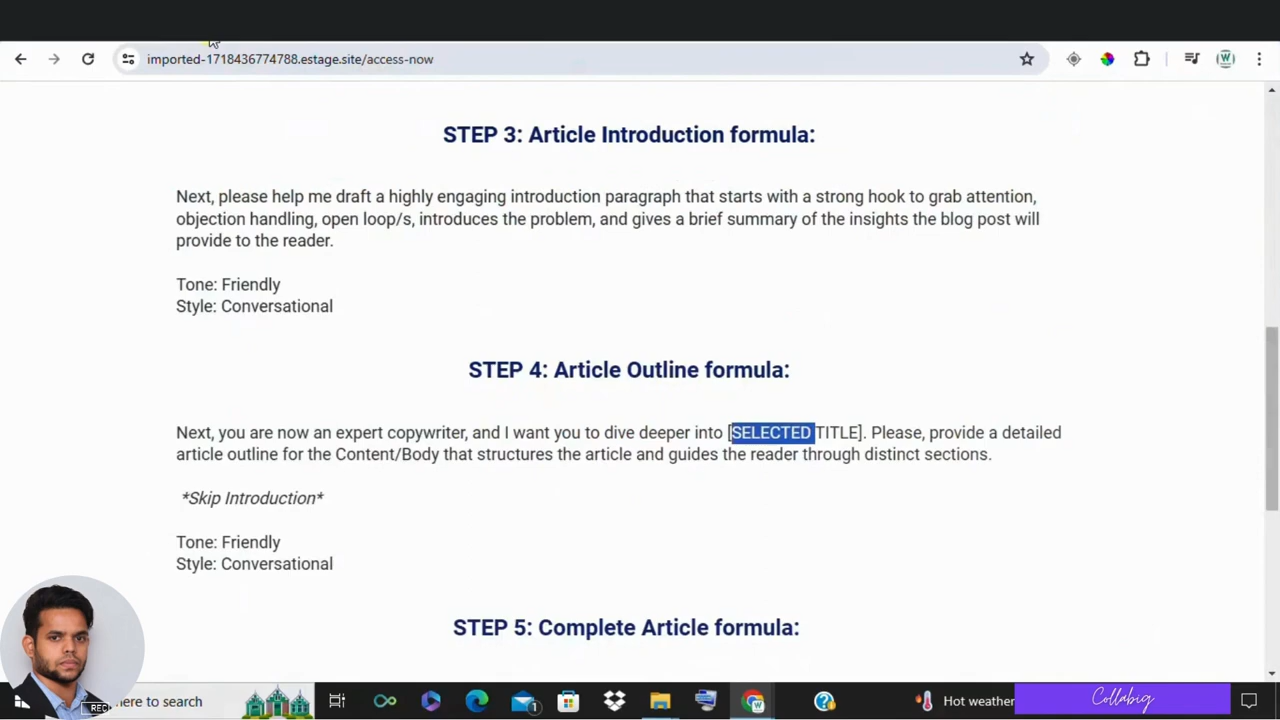 imported-1718436774788.estage.site/access-now
W
STEP 3: Article Introduction formula:
Next, please help me draft a highly engaging introduction paragraph that starts with a strong hook to grab attention,
objection handling, open loop/s, introduces the problem, and gives a brief summary of the insights the blog post will
provide to the reader.
Tone: Friendly
Style: Conversational
STEP 4: Article Outline formula:
Next, you are now an expert copywriter, and I want you to dive deeper into [SELECTED TITLE]. Please, provide a detailed
article outline for the Content/Body that structures the article and guides the reader through distinct sections.
*Skip Introduction*
Tone: Friendly
Style: Conversational
STEP 5: Complete Article formula:
REC
here to search
1
W
?
Hot weather
Collabig